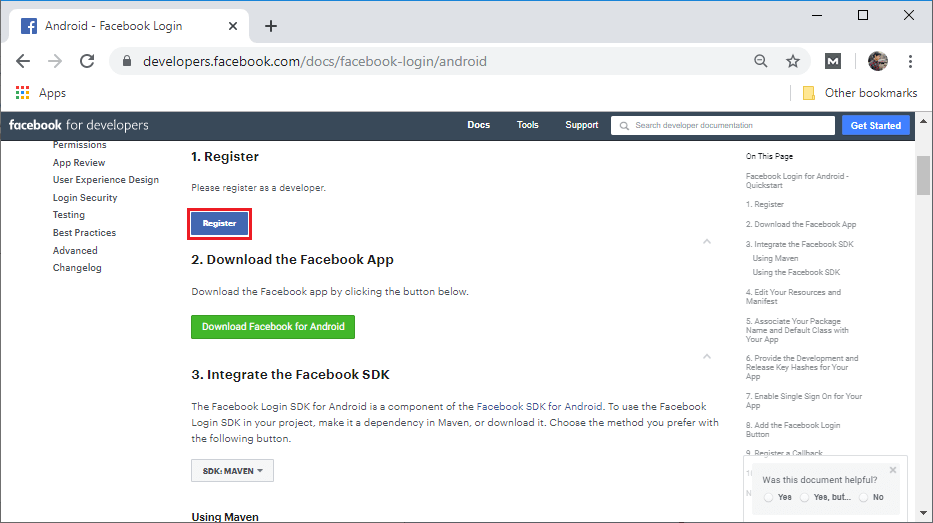 Android - Facebook Login
developers.facebook.com/docs/facebook-login/android
M
Apps
Other bookmarks
facebook for developers
Docs
Tools
Support
Search developer documentation
Get Started
Permissions
App Review
User Experience Design
Login Security
Testing
Best Practices
Advanced
Changelog
1. Register
Please register as a developer.
Register
2. Download the Facebook App
Download the Facebook app by clicking the button below.
Download Facebook for Android
3. Integrate the Facebook SDK
The Facebook Login SDK for Android is a component of the Facebook SDK for Android. To use the Facebook
Login SDK in your project, make it a dependency in Maven, or download it. Choose the method you prefer with
the following button.
SDK: MAVEN
Using Maven
On This Page
Facebook Login for Android -
Quickstart
1. Register
2. Download the Facebook App
3. Integrate the Facebook SDK
Using Maven
Using the Facebook SDK
4. Edit Your Resources and
Manifest
5. Associate Your Package
Name and Default Class with
Your App
6. Provide the Development and
Release Key Hashes for Your
App
7. Enable Single Sign On for Your
App
8. Add the Facebook Login
Button
9. Register a Callback
Was this document helpful?
Yes
Yes, but...
No